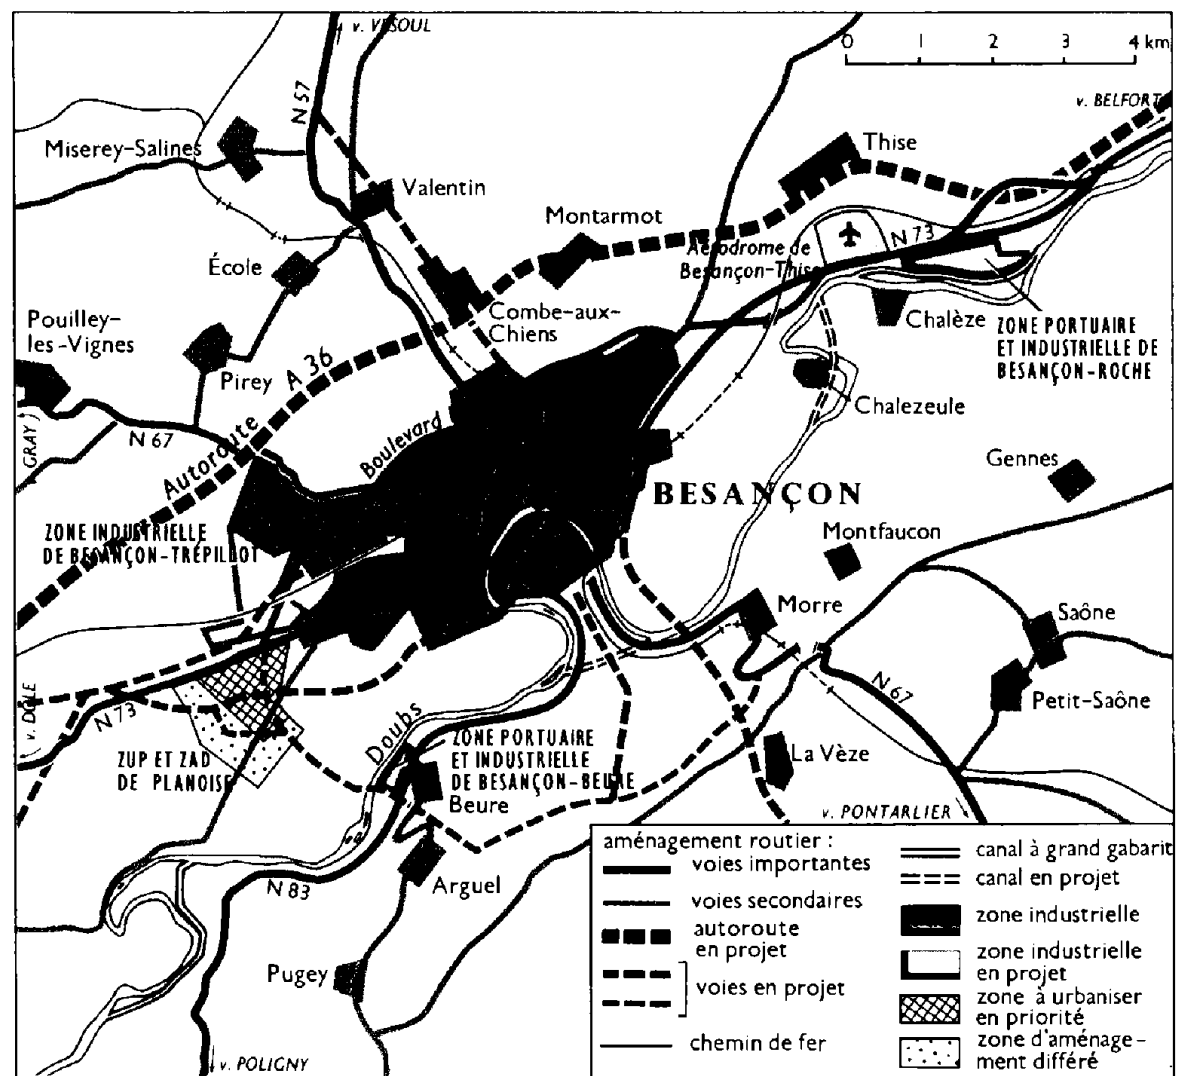 v. VESOUL
0 1 2 3 4 km
N 57
v. BELFORT
Miserey-Salines
Thise
Valentin
Montarmot
N 73
Aérodrome de
Besançon-Thise
École
Combe-aux-
Chiens
Chalèze
Pouilley-
les-Vignes
ZONE PORTUAIRE
ET INDUSTRIELLE DE
BESANÇON-ROCHE
Pirey
A 36
Autoroute
Boulevard
Chalezeule
N 67
GRAY
Gennes
BESANÇON
ZONE INDUSTRIELLE
DE BESANÇON-TRÉPILLOT
Montfaucon
Morre
Saône
N 67
Petit-Saône
v. DÔLE
N 73
Doubs
ZUP ET ZAD
DE PLANOISE
ZONE PORTUAIRE
ET INDUSTRIELLE
DE BESANÇON-BEURE
La Vèze
Beure
v. PONTARLIER
Arguel
N 83
Pugey
v. POLIGNY
aménagement routier :
voies importantes
voies secondaires
autoroute
en projet
voies en projet
chemin de fer
canal à grand gabarit
canal en projet
zone industrielle
zone industrielle
en projet
zone à urbaniser
en priorité
zone d'aménage-
ment différé